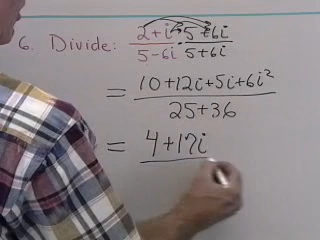 6. Divide: (2+i)/(5-6i) · (5+6i)/(5+6i)
= (10+12i+5i+6i²)/(25+36)
= 4+17i